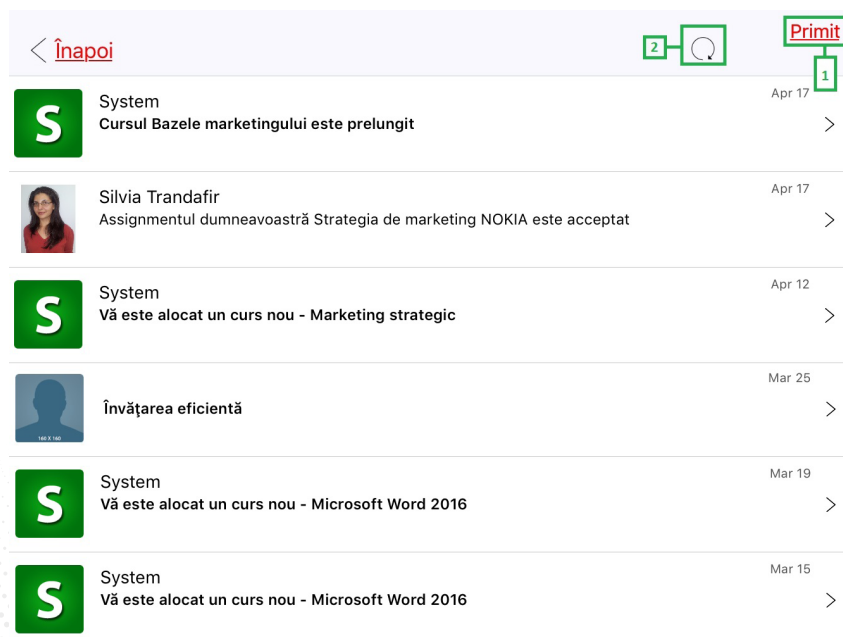 Înapoi
2
Primit
1
S
System
Apr 17
Cursul Bazele marketingului este prelungit
Silvia Trandafir
Apr 17
Assignmentul dumneavoastră Strategia de marketing NOKIA este acceptat
S
System
Apr 12
Vă este alocat un curs nou - Marketing strategic
Mar 25
Învăţarea eficientă
160 X 160
S
System
Mar 19
Vă este alocat un curs nou - Microsoft Word 2016
S
System
Mar 15
Vă este alocat un curs nou - Microsoft Word 2016